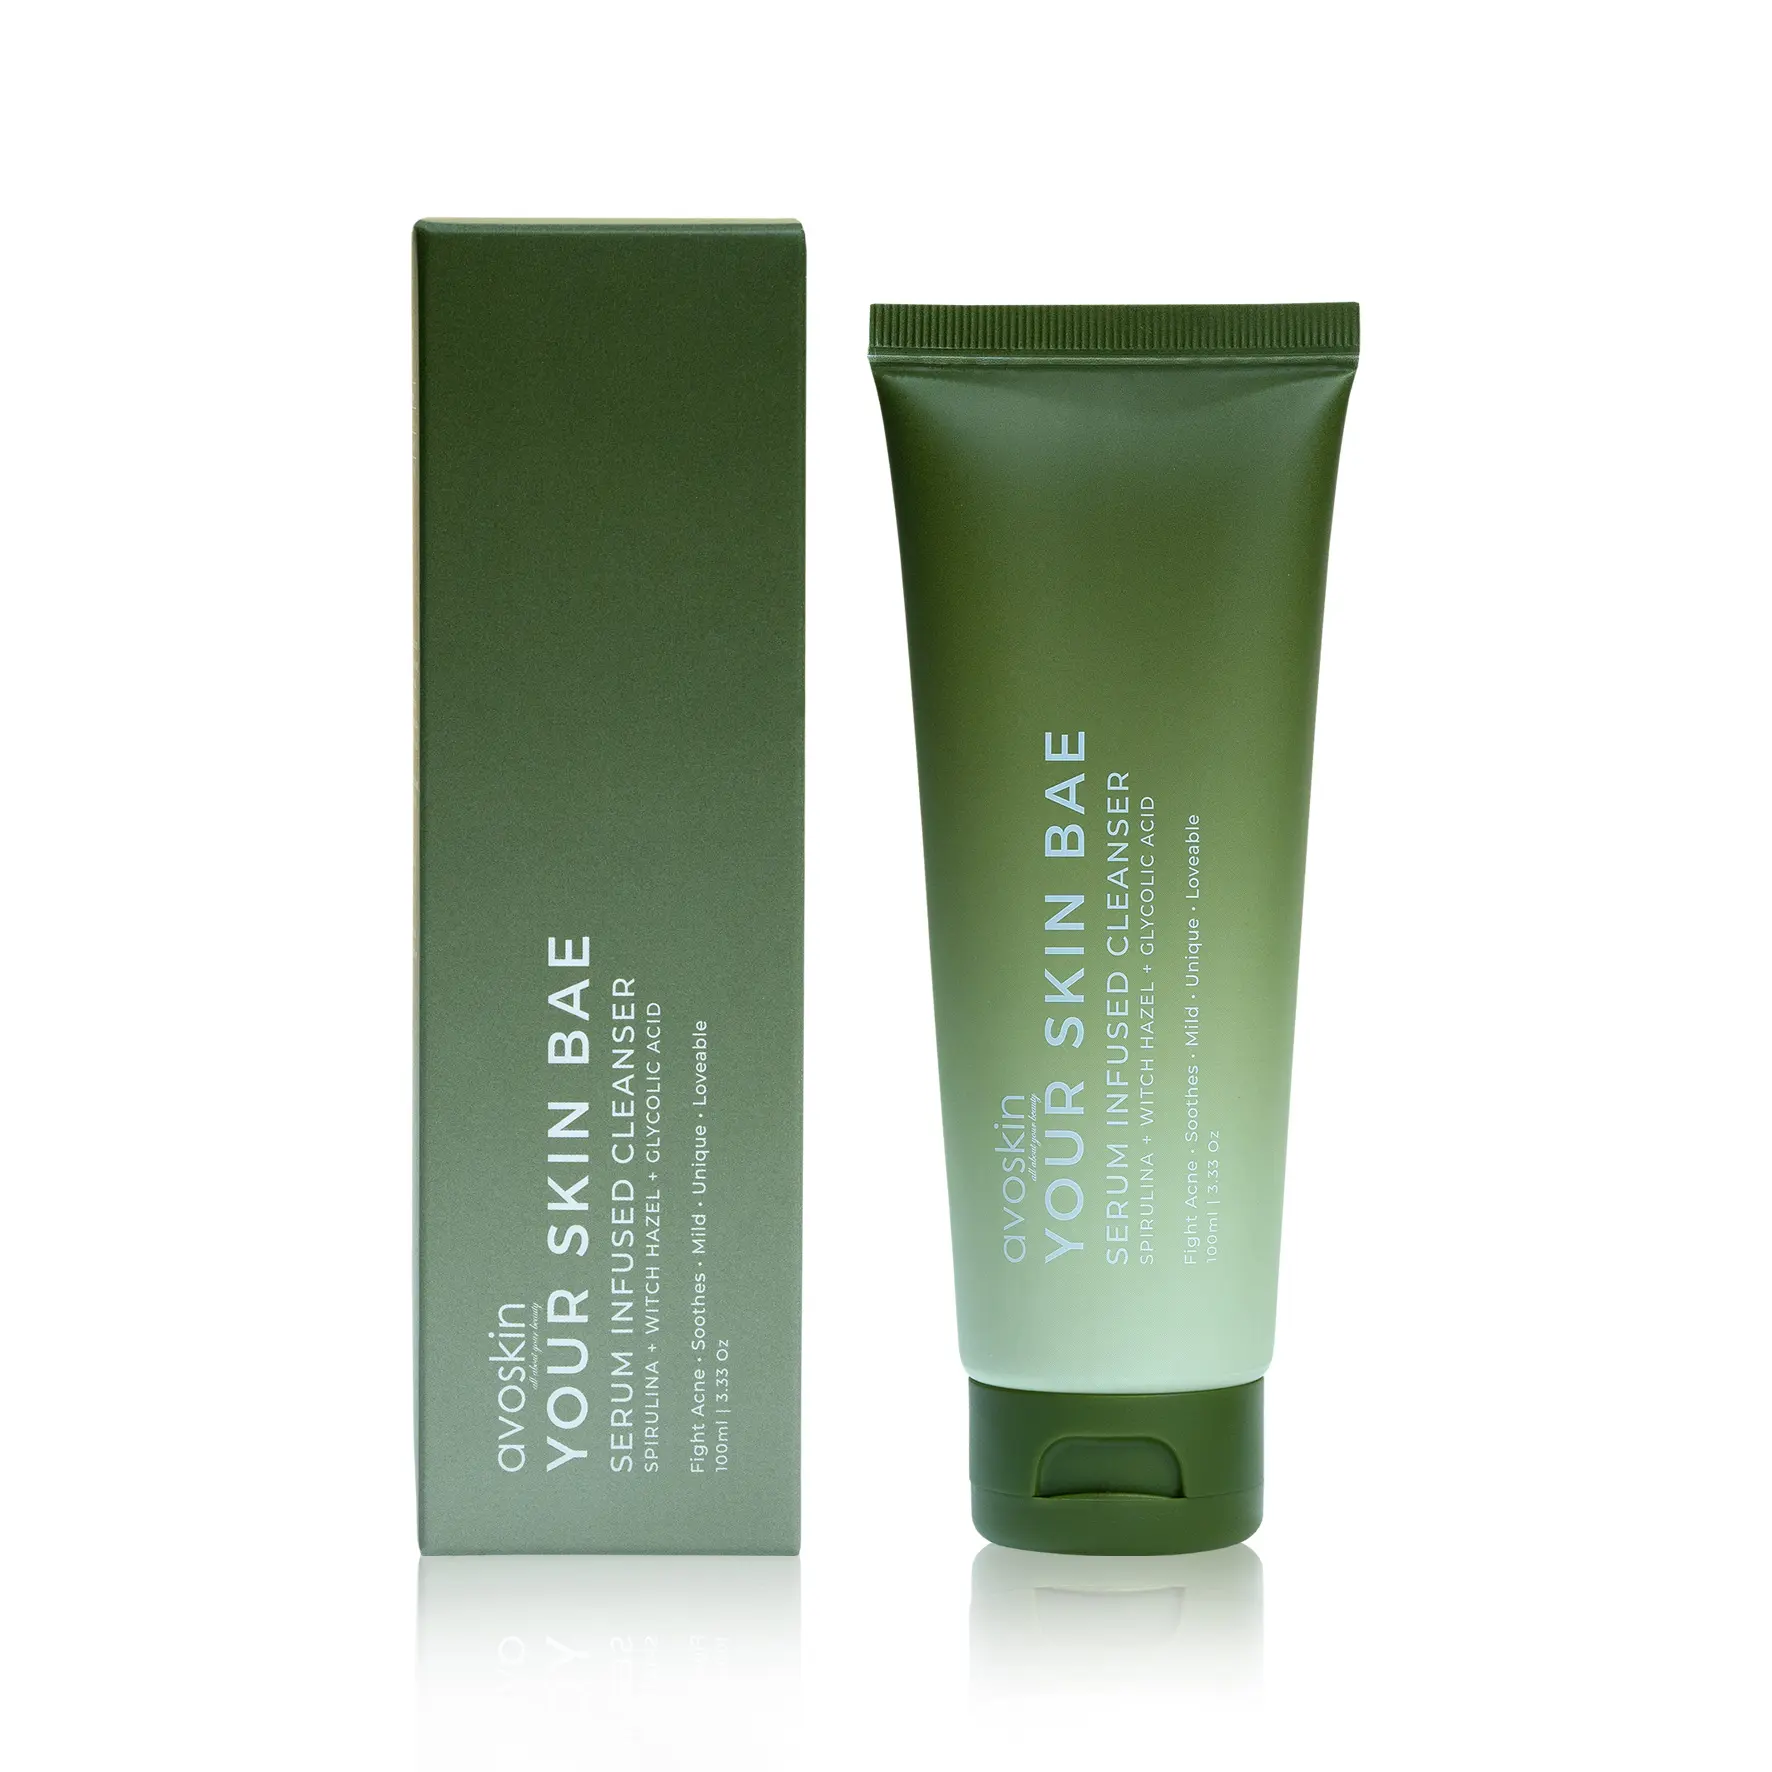 avoskin
all about your beauty
YOUR SKIN BAE
SERUM INFUSED CLEANSER
SPIRULINA + WITCH HAZEL + GLYCOLIC ACID
Fight Acne • Soothes • Mild • Unique • Loveable
100ml | 3.33 Oz
avoskin
all about your beauty
YOUR SKIN BAE
SERUM INFUSED CLEANSER
SPIRULINA + WITCH HAZEL + GLYCOLIC ACID
Fight Acne • Soothes • Mild • Unique • Loveable
100ml | 3.33 Oz